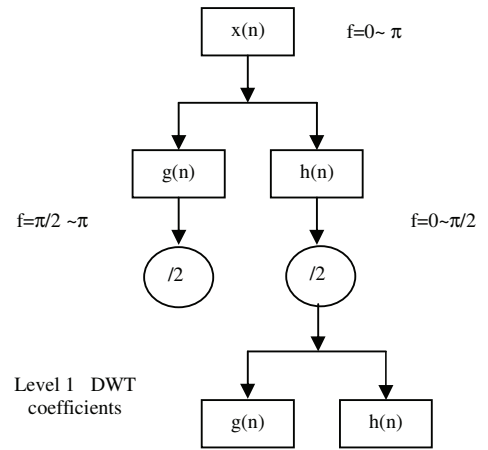 x(n)
f=0~ π
g(n)
h(n)
f=π/2 ~π
f=0~π/2
/2
/2
Level 1 DWT
coefficients
g(n)
h(n)